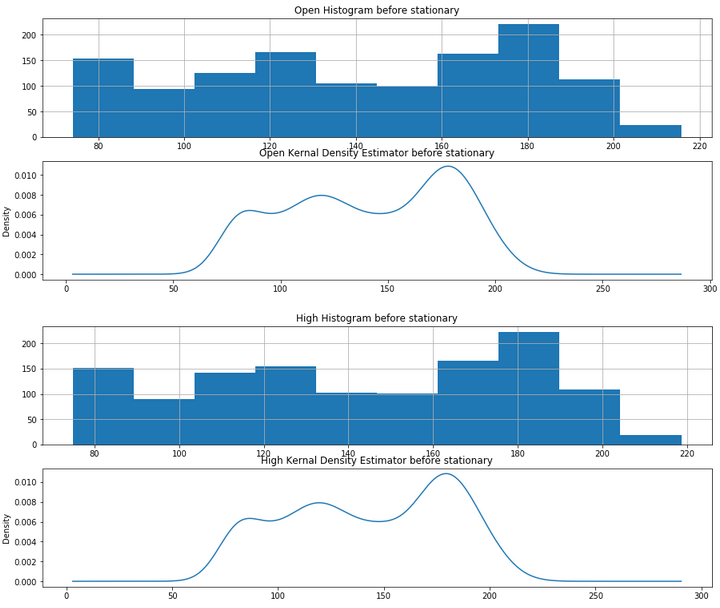 Open Histogram before stationary
200
150
100
50
0
80 100 120 140 160 180 200 220
Open Kernal Density Estimator before stationary
0.010
0.008
0.006
0.004
0.002
0.000
Density
0 50 100 150 200 250 300
High Histogram before stationary
200
150
100
50
0
80 100 120 140 160 180 200 220
High Kernal Density Estimator before stationary
0.010
0.008
0.006
0.004
0.002
0.000
Density
0 50 100 150 200 250 300